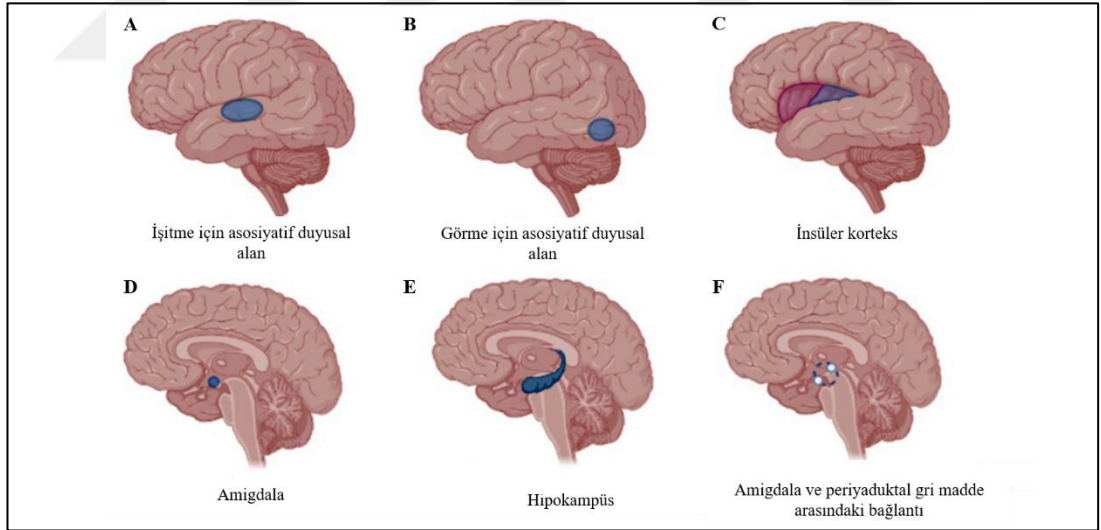 A
B
C
İşitme için asosiyatif duyusal
alan
Görme için asosiyatif duyusal
alan
İnsüler korteks
D
E
F
Amigdala
Hipokampüs
Amigdala ve periyaduktal gri madde
arasındaki bağlantı